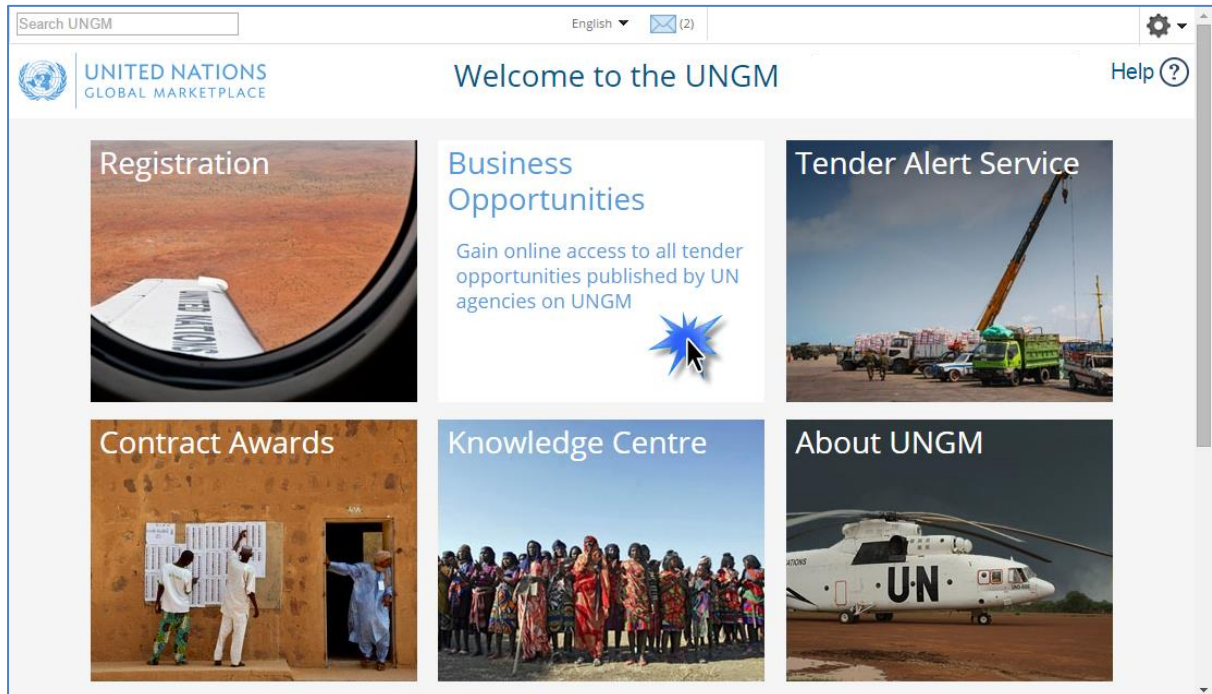 Search UNGM
English
(2)
UNITED NATIONS
GLOBAL MARKETPLACE
Welcome to the UNGM
Help ?
Registration
UNITED NATIONS
Business
Opportunities
Gain online access to all tender
opportunities published by UN
agencies on UNGM
Tender Alert Service
Contract Awards
Knowledge Centre
About UNGM
UN